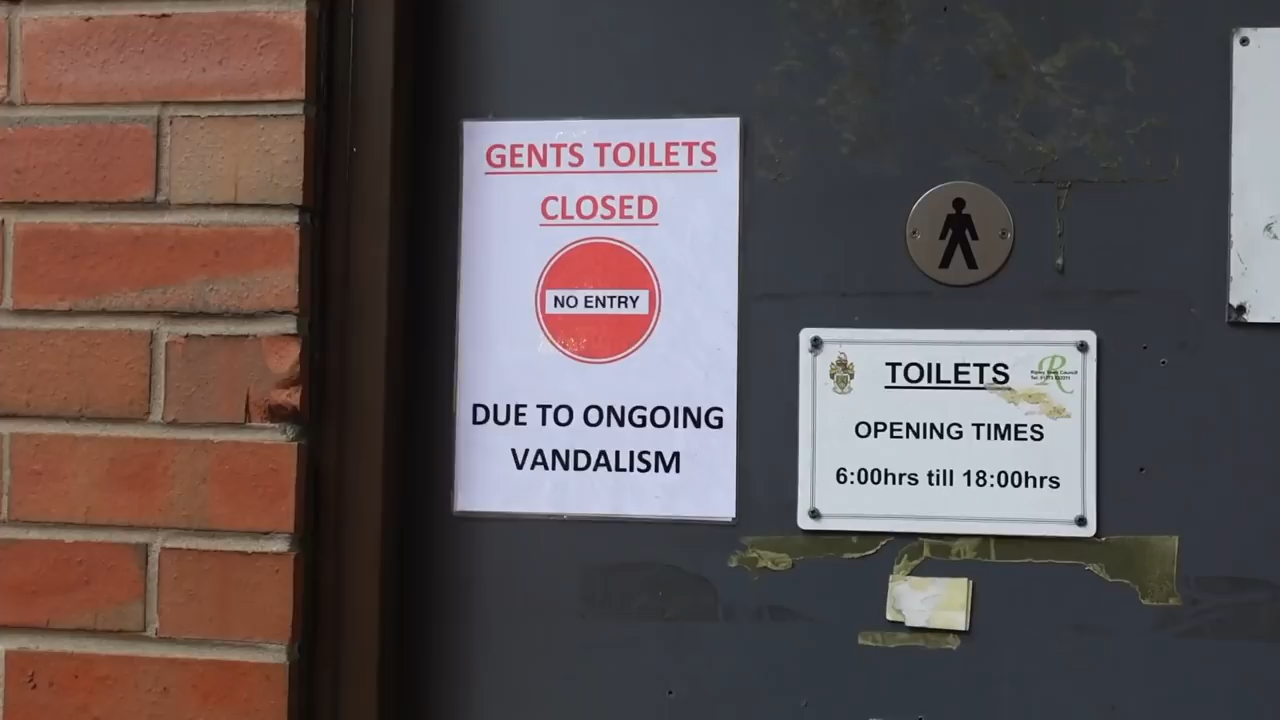 GENTS TOILETS
CLOSED
NO ENTRY
DUE TO ONGOING
VANDALISM
TOILETS
OPENING TIMES
6:00hrs till 18:00hrs